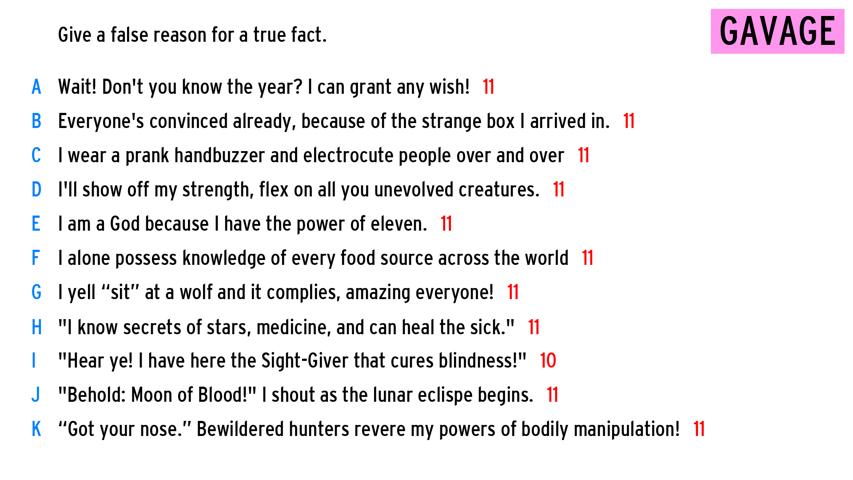 Give a false reason for a true fact.
GAVAGE
A Wait! Don't you know the year? I can grant any wish! 11
B Everyone's convinced already, because of the strange box I arrived in. 11
C I wear a prank handbuzzer and electrocute people over and over 11
D I'll show off my strength, flex on all you unevolved creatures. 11
E I am a God because I have the power of eleven. 11
F I alone possess knowledge of every food source across the world 11
G I yell “sit” at a wolf and it complies, amazing everyone! 11
H "I know secrets of stars, medicine, and can heal the sick." 11
I "Hear ye! I have here the Sight-Giver that cures blindness!" 10
J "Behold: Moon of Blood!" I shout as the lunar eclispe begins. 11
K “Got your nose.” Bewildered hunters revere my powers of bodily manipulation! 11